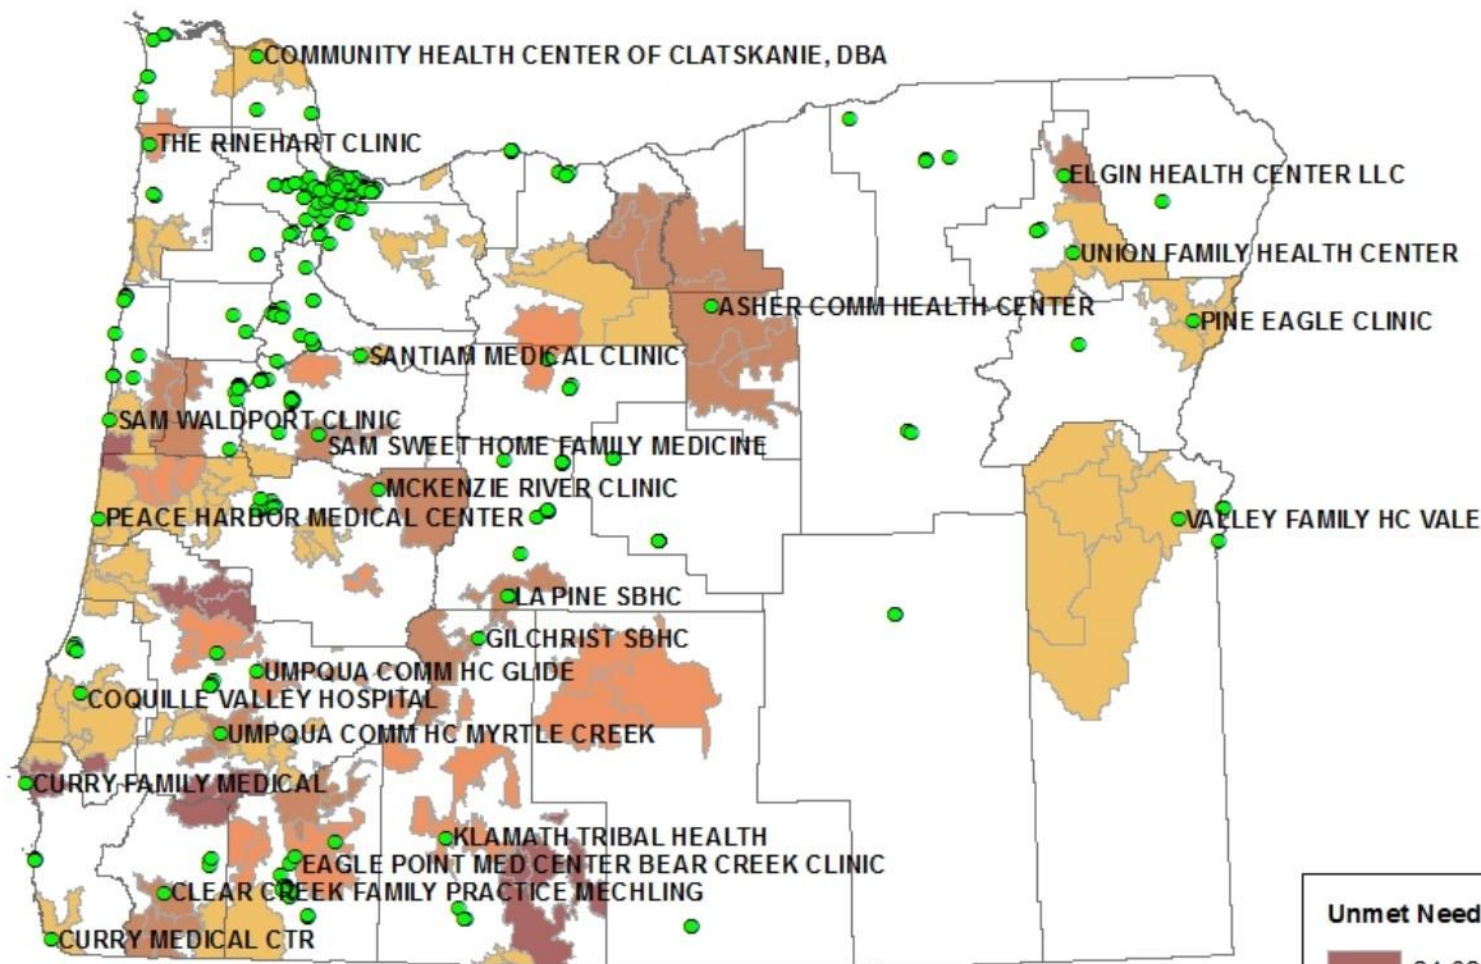 COMMUNITY HEALTH CENTER OF CLATSKANIE, DBA
THE RINEHART CLINIC
ELGIN HEALTH CENTER LLC
UNION FAMILY HEALTH CENTER
ASHER COMM HEALTH CENTER
PINE EAGLE CLINIC
SANTIAM MEDICAL CLINIC
SAM WALDPORT CLINIC
SAM SWEET HOME FAMILY MEDICINE
MCKENZIE RIVER CLINIC
PEACE HARBOR MEDICAL CENTER
VALLEY FAMILY HC VALE
LA PINE SBHC
GILCHRIST SBHC
UMPQUA COMM HC GLIDE
COQUILLE VALLEY HOSPITAL
UMPQUA COMM HC MYRTLE CREEK
CURRY FAMILY MEDICAL
KLAMATH TRIBAL HEALTH
EAGLE POINT MED CENTER BEAR CREEK CLINIC
CLEAR CREEK FAMILY PRACTICE MECHLING
Unmet Need
CURRY MEDICAL CTR